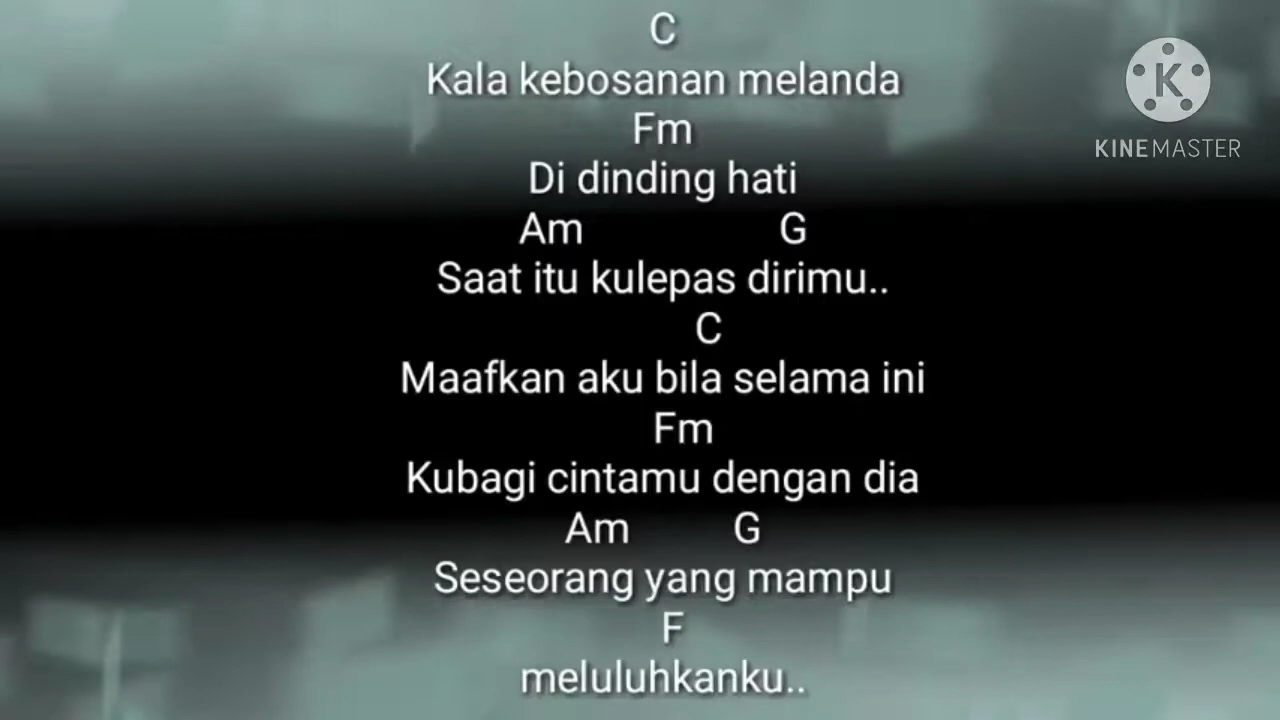 C
Kala kebosanan melanda
Fm
Di dinding hati
Am G
Saat itu kulepas dirimu..
C
Maafkan aku bila selama ini
Fm
Kubagi cintamu dengan dia
Am G
Seseorang yang mampu
F
meluluhkanku..
K
KINEMASTER